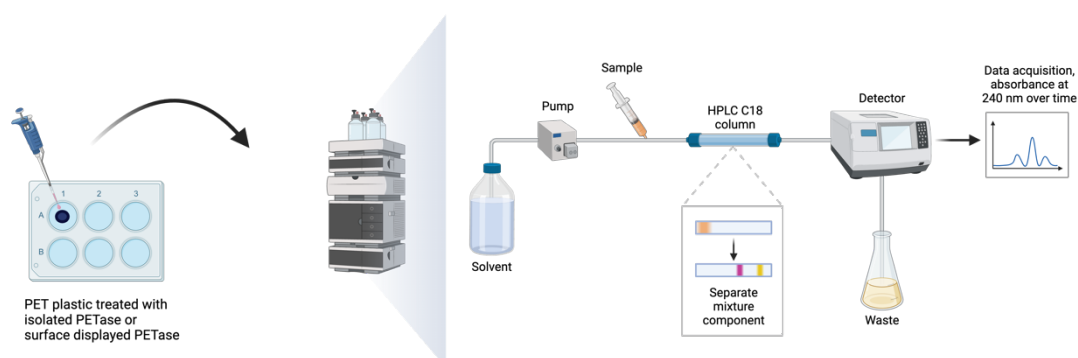 1 2 3
A
B
PET plastic treated with
isolated PETase or
surface displayed PETase
Solvent
Pump
Sample
HPLC C18
column
Separate
mixture
component
Detector
Waste
Data acquisition,
absorbance at
240 nm over time